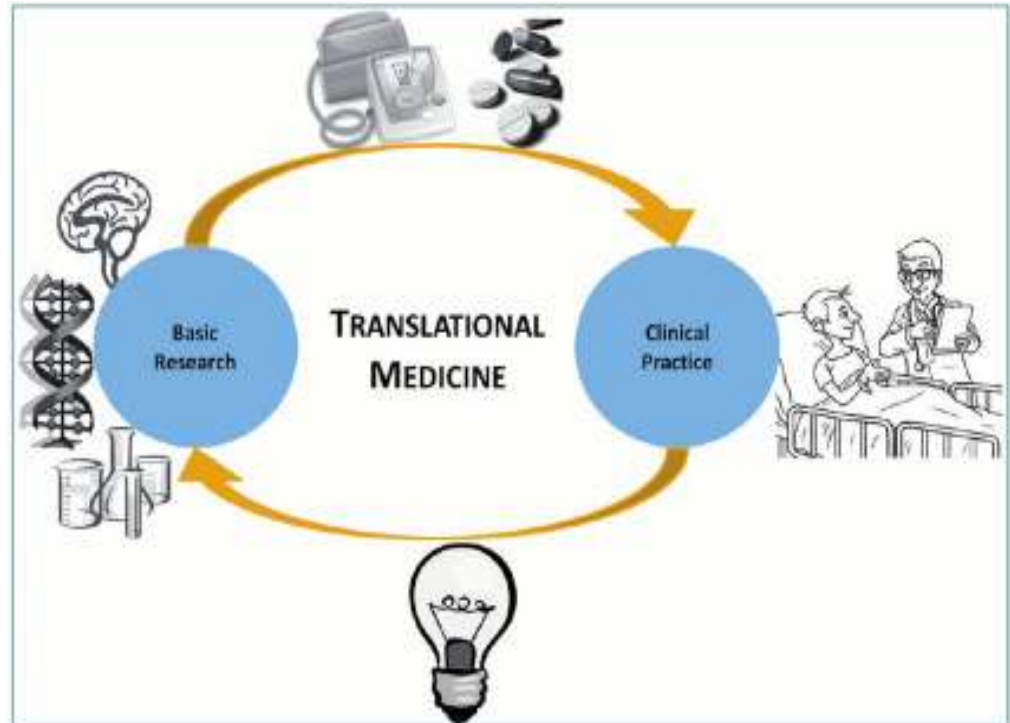 Basic
Research
TRANSLATIONAL
MEDICINE
Clinical
Practice